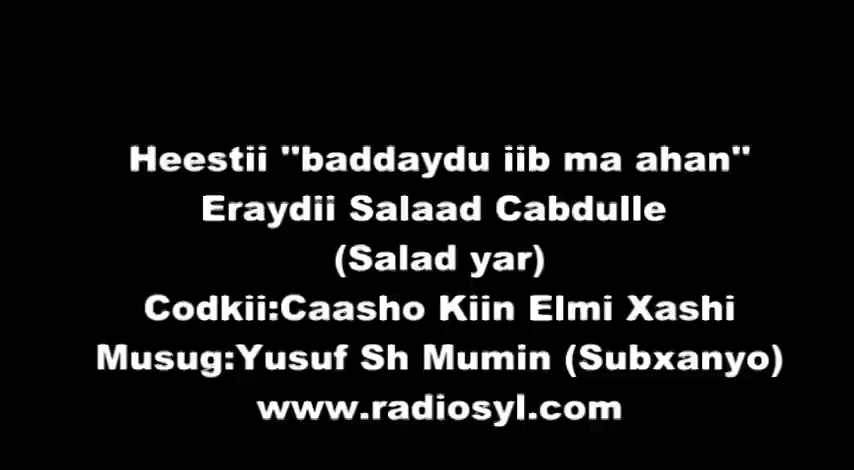 Heestii "baddaydu iib ma ahan"
Eraydii Salaad Cabdulle
(Salad yar)
Codkii:Caasho Kiin Elmi Xashi
Musug:Yusuf Sh Mumin (Subxanyo)
www.radiosyl.com